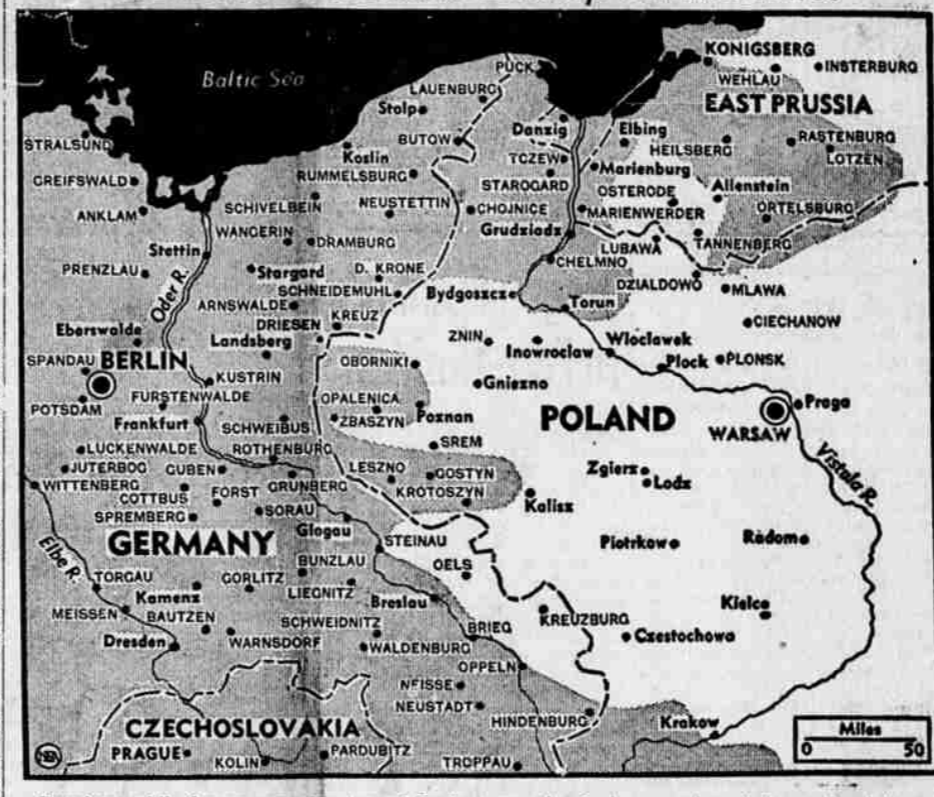 KONIGSBERG
PUCK
WEHLAU
INSTERBURG
Baltic Sea
LAUENBURG
EAST PRUSSIA
Stolp
Danzig
Elbing
STRALSUND
BUTOW
HEILSBERG
RASTENBURG
Koslin
TCZEW
LOTZEN
RUMMELSBURG
Marienburg
GREIFSWALD
STAROGARD
OSTERODE
Allenstein
SCHIVELBEIN
NEUSTETTIN
CHOJNICE
MARIENWERDER
ORTELSBURG
ANKLAM
WANGERIN
DRAMBURG
Grudziadz
Stettin
LUBAWA
TANNENBERG
CHELMNO
PRENZLAU
Oder R.
Stargard
D. KRONE
DZIALDOWO
MLAWA
SCHNEIDEMUHL
Bydgoszcz
ARNSWALDE
Torun
Eberswalde
DRIESEN
KREUZ
CIECHANOW
Landsberg
ZNIN
Inowroclaw
Wloclawek
SPANDAU
BERLIN
OBORNIKI
Plock
PLONSK
KUSTRIN
Gniezno
POTSDAM
FURSTENWALDE
OPALENICA
Praga
Frankfurt
SCHWEIBUS
ZBASZYN
Poznan
POLAND
WARSAW
LUCKENWALDE
ROTHENBURG
SREM
JUTERBOG
GUBEN
LESZNO
GOSTYN
Zgierz
Vistula R.
WITTENBERG
GRUNBERG
Lodz
COTTBUS
FORST
KROTOSZYN
Kalisz
SPREMBERG
SORAU
Glogau
GERMANY
STEINAU
Piotrkow
Radom
Elbe R.
BUNZLAU
OELS
TORGAU
GORLITZ
LIEGNITZ
Kamenz
Breslau
Kielce
MEISSEN
BAUTZEN
SCHWEIDNITZ
KREUZBURG
Dresden
WARNSDORF
WALDENBURG
BRIEG
Czestochowa
OPPELN
NEISSE
NEUSTADT
HINDENBURG
CZECHOSLOVAKIA
Krakow
Miles
PRAGUE
PARDUBITZ
0 50
NEA
KOLIN
TROPPAU